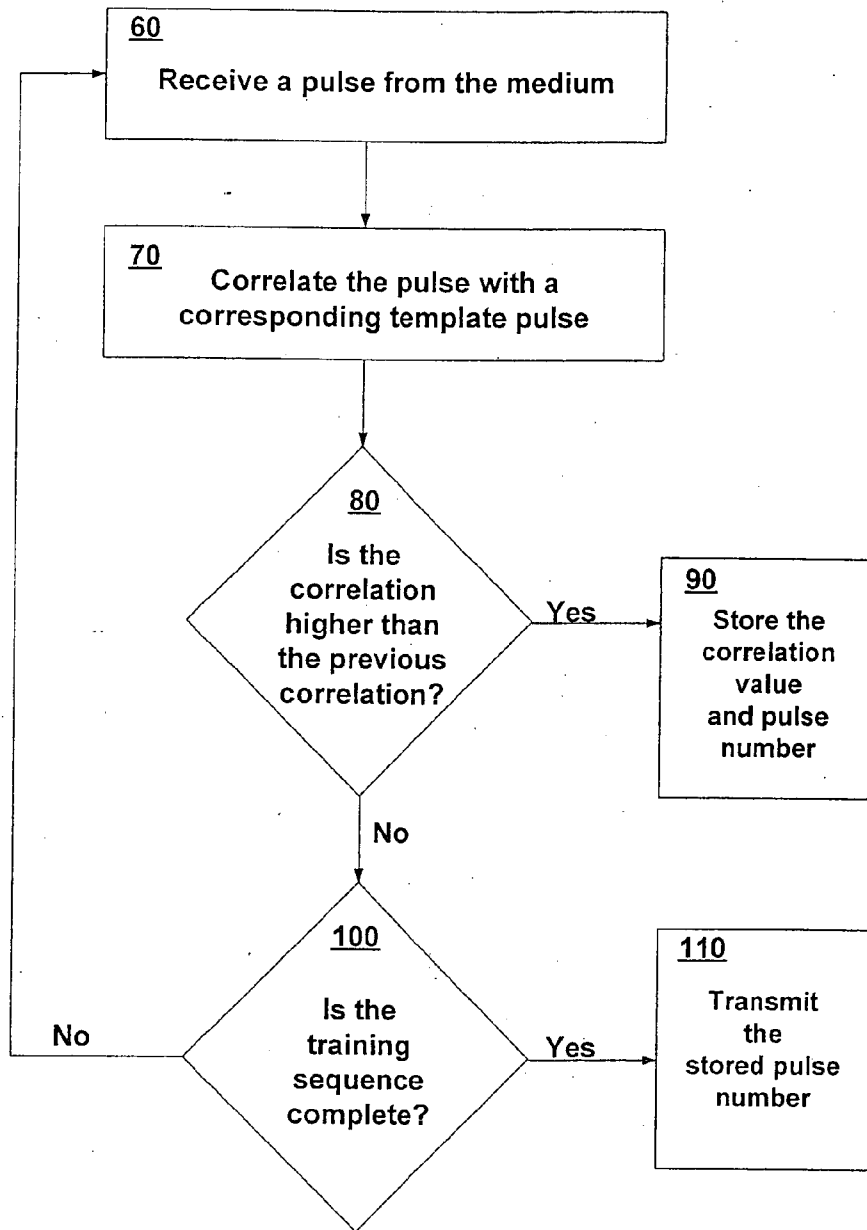 60
Receive a pulse from the medium
70
Correlate the pulse with a
corresponding template pulse
80
Is the
correlation
higher than
the previous
correlation?
Yes
90
Store the
correlation
value
and pulse
number
No
100
Is the
training
sequence
complete?
No
Yes
110
Transmit
the
stored pulse
number